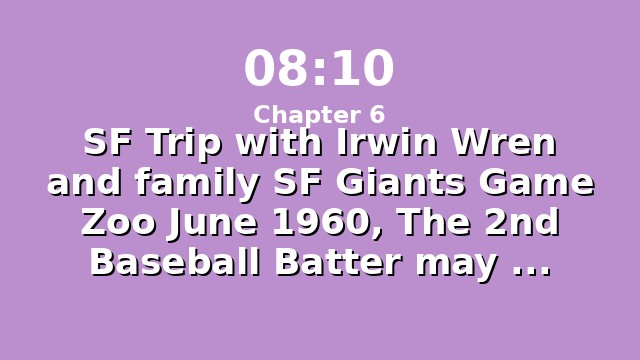 08:10
Chapter 6
SF Trip with Irwin Wren
and family SF Giants Game
Zoo June 1960, The 2nd
Baseball Batter may ...